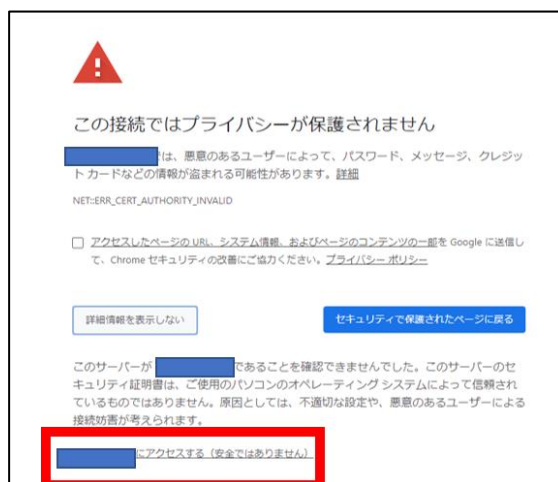 この接続ではプライバシーが保護されません
では、悪意のあるユーザーによって、パスワード、メッセージ、クレジッ
ト カードなどの情報が盗まれる可能性があります。詳細
NET::ERR_CERT_AUTHORITY_INVALID
アクセスしたページの URL、システム情報、およびページのコンテンツの一部を Google に送信し
て、Chrome セキュリティの改善にご協力ください。プライバシー ポリシー
詳細情報を表示しない
セキュリティで保護されたページに戻る
このサーバーが であることを確認できませんでした。このサーバーのセ
キュリティ証明書は、ご使用のパソコンのオペレーティング システムによって信頼され
ているものではありません。原因としては、不適切な設定や、悪意のあるユーザーによる
接続妨害が考えられます。
にアクセスする（安全ではありません）